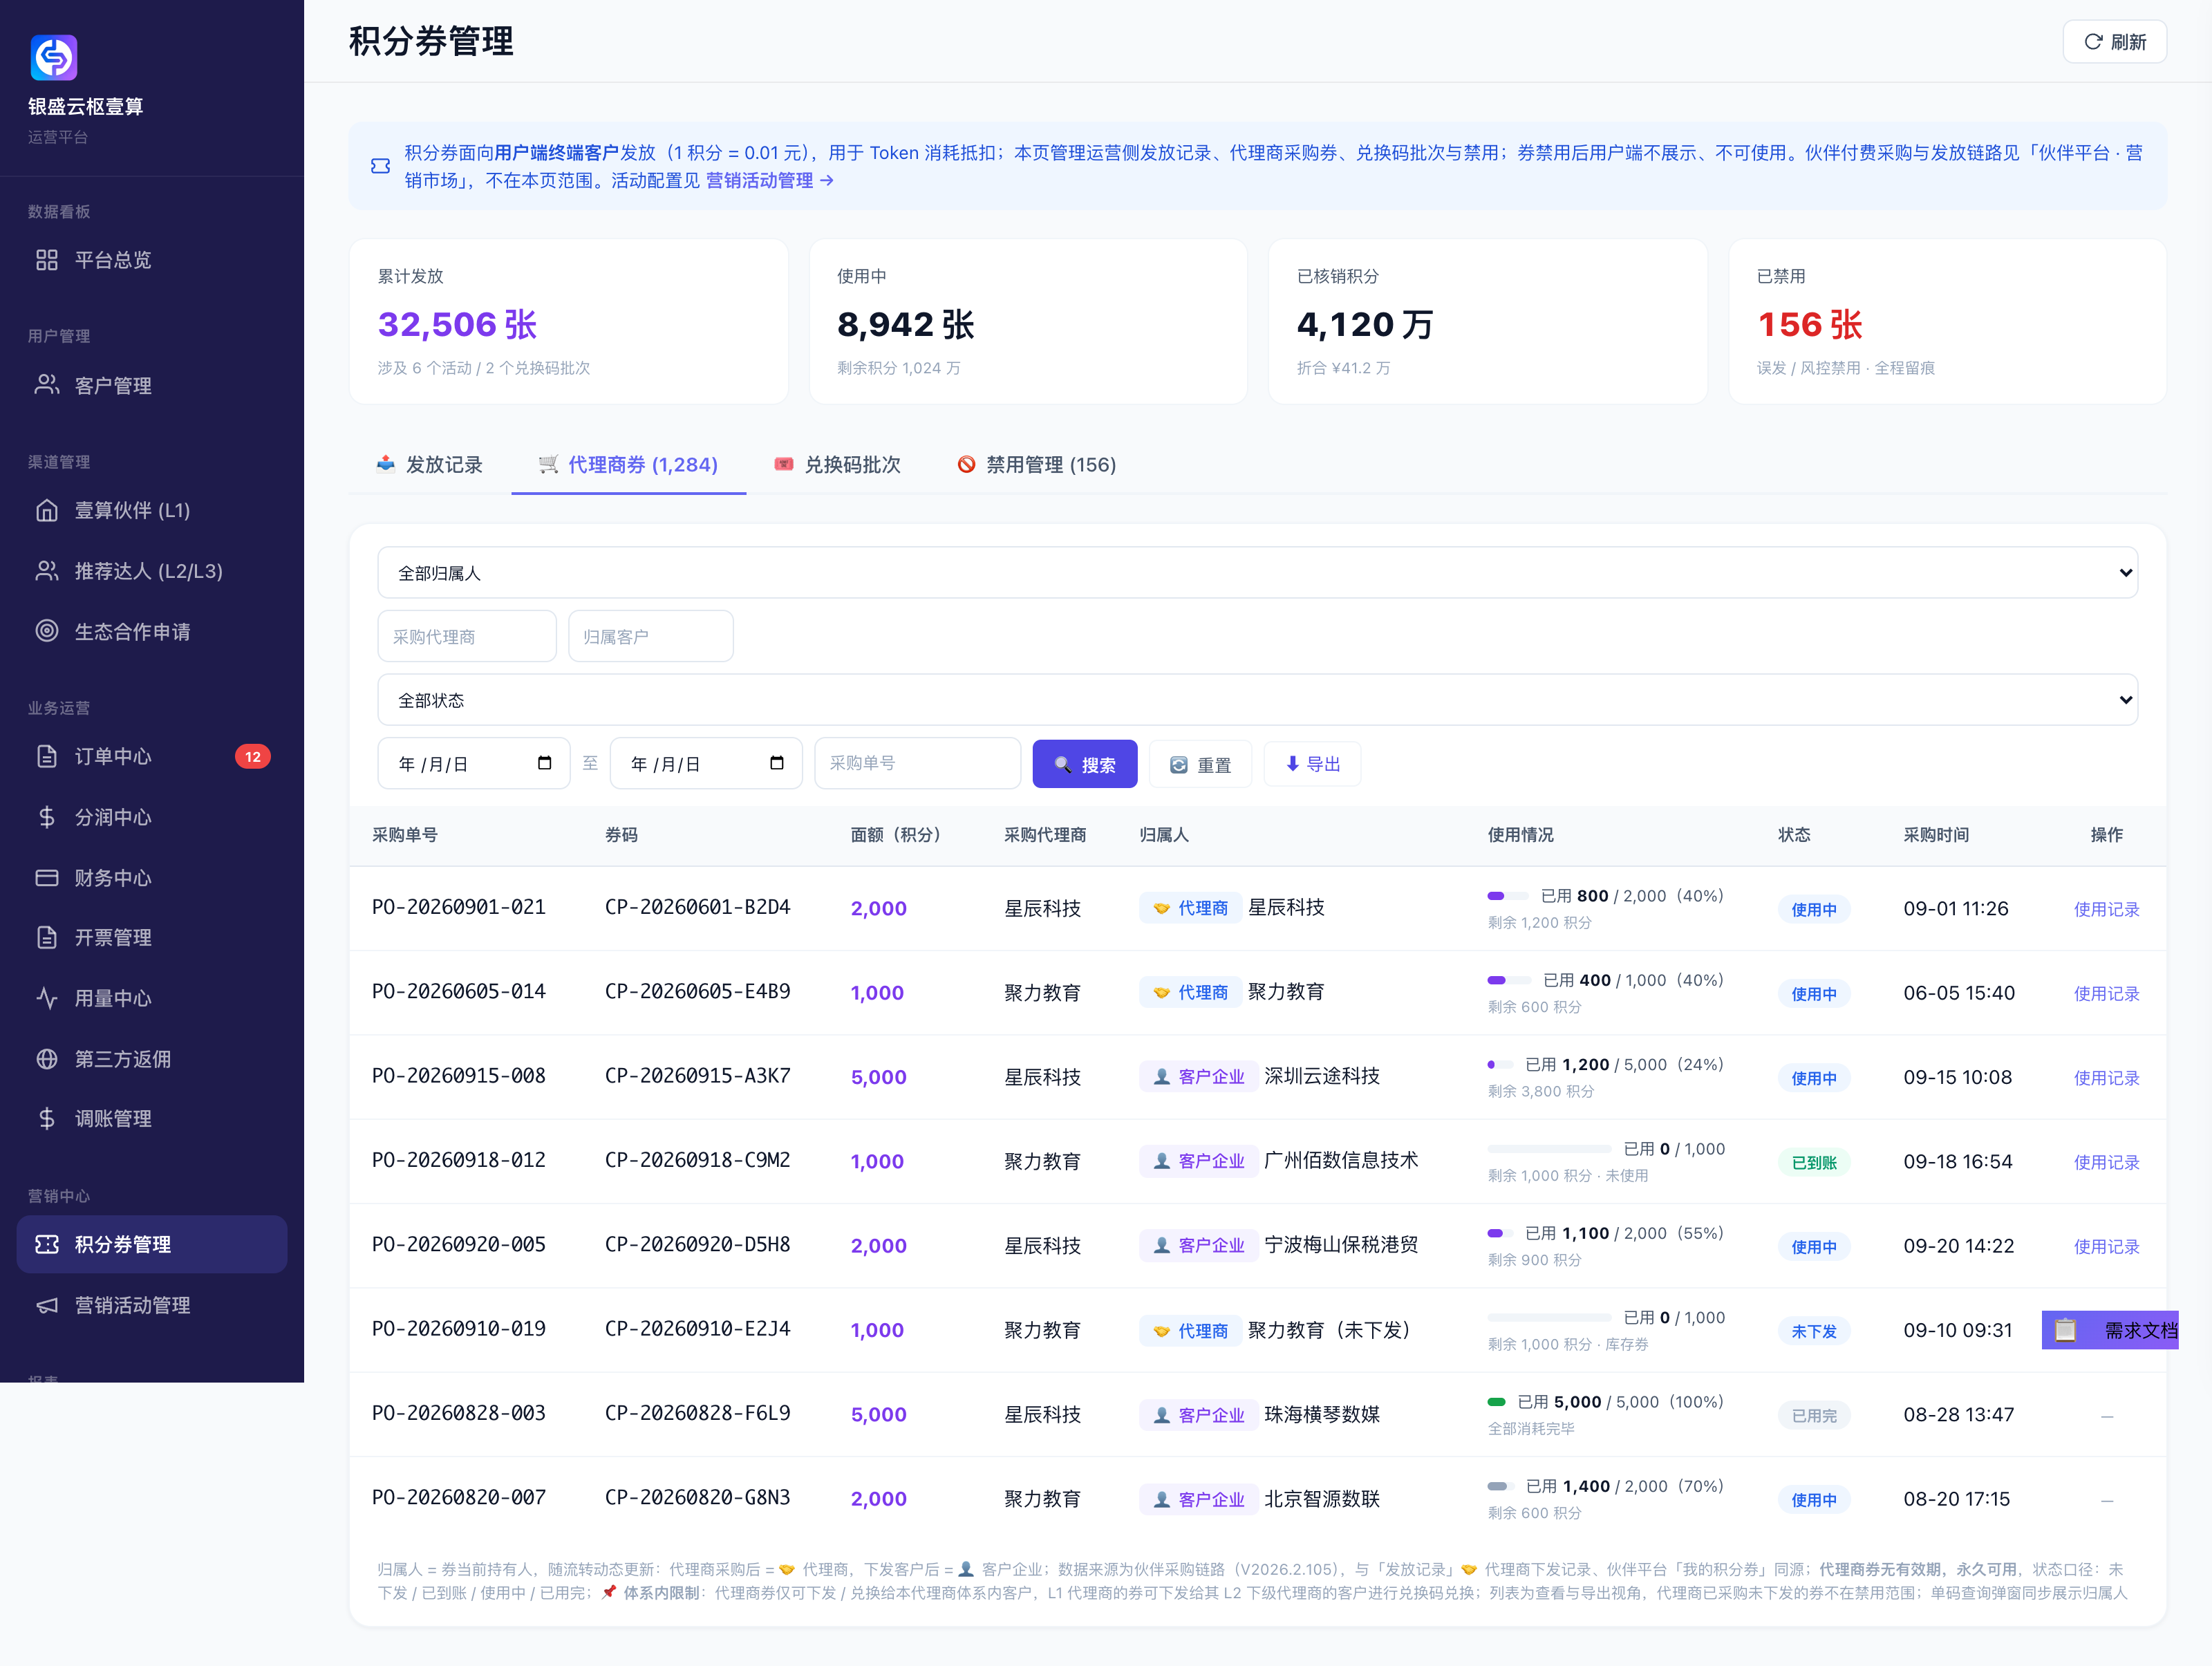 银盛云枢壹算
运营平台
数据看板
平台总览
用户管理
客户管理
渠道管理
壹算伙伴 (L1)
推荐达人 (L2/L3)
生态合作申请
业务运营
订单中心 12
分润中心
财务中心
开票管理
用量中心
第三方返佣
调账管理
营销中心
积分券管理
营销活动管理
积分券管理
刷新
积分券面向用户端终端客户发放（1 积分 = 0.01 元），用于 Token 消耗抵扣；本页管理运营侧发放记录、代理商采购券、兑换码批次与禁用；券禁用后用户端不展示、不可使用。伙伴付费采购与发放链路见「伙伴平台 · 营
销市场」，不在本页范围。活动配置见 营销活动管理 →
累计发放
32,506 张
涉及 6 个活动 / 2 个兑换码批次
使用中
8,942 张
剩余积分 1,024 万
已核销积分
4,120 万
折合 ¥41.2 万
已禁用
156 张
误发 / 风控禁用 · 全程留痕
发放记录 代理商券 (1,284) 兑换码批次 禁用管理 (156)
全部归属人
采购代理商 归属客户
全部状态
年 /月/日 至 年 /月/日 采购单号 搜索 重置 ⬇ 导出
采购单号 券码 面额（积分） 采购代理商 归属人 使用情况 状态 采购时间 操作
PO-20260901-021 CP-20260601-B2D4 2,000 星辰科技 代理商 星辰科技 已用 800 / 2,000（40%） 使用中 09-01 11:26 使用记录
剩余 1,200 积分
PO-20260605-014 CP-20260605-E4B9 1,000 聚力教育 代理商 聚力教育 已用 400 / 1,000（40%） 使用中 06-05 15:40 使用记录
剩余 600 积分
PO-20260915-008 CP-20260915-A3K7 5,000 星辰科技 客户企业 深圳云途科技 已用 1,200 / 5,000（24%） 使用中 09-15 10:08 使用记录
剩余 3,800 积分
PO-20260918-012 CP-20260918-C9M2 1,000 聚力教育 客户企业 广州佰数信息技术 已用 0 / 1,000 已到账 09-18 16:54 使用记录
剩余 1,000 积分 · 未使用
PO-20260920-005 CP-20260920-D5H8 2,000 星辰科技 客户企业 宁波梅山保税港贸 已用 1,100 / 2,000（55%） 使用中 09-20 14:22 使用记录
剩余 900 积分
PO-20260910-019 CP-20260910-E2J4 1,000 聚力教育 代理商 聚力教育（未下发） 已用 0 / 1,000 未下发 09-10 09:31 需求文档
剩余 1,000 积分 · 库存券
PO-20260828-003 CP-20260828-F6L9 5,000 星辰科技 客户企业 珠海横琴数媒 已用 5,000 / 5,000（100%） 已用完 08-28 13:47 —
全部消耗完毕
PO-20260820-007 CP-20260820-G8N3 2,000 聚力教育 客户企业 北京智源数联 已用 1,400 / 2,000（70%） 使用中 08-20 17:15 —
剩余 600 积分
归属人 = 券当前持有人，随流转动态更新：代理商采购后 = 🤝 代理商，下发客户后 = 👤 客户企业；数据来源为伙伴采购链路（V2026.2.105），与「发放记录」🤝 代理商下发记录、伙伴平台「我的积分券」同源；代理商券无有效期，永久可用，状态口径：未
下发 / 已到账 / 使用中 / 已用完；📌 体系内限制：代理商券仅可下发 / 兑换给本代理商体系内客户，L1 代理商的券可下发给其 L2 下级代理商的客户进行兑换码兑换；列表为查看与导出视角，代理商已采购未下发的券不在禁用范围；单码查询弹窗同步展示归属人